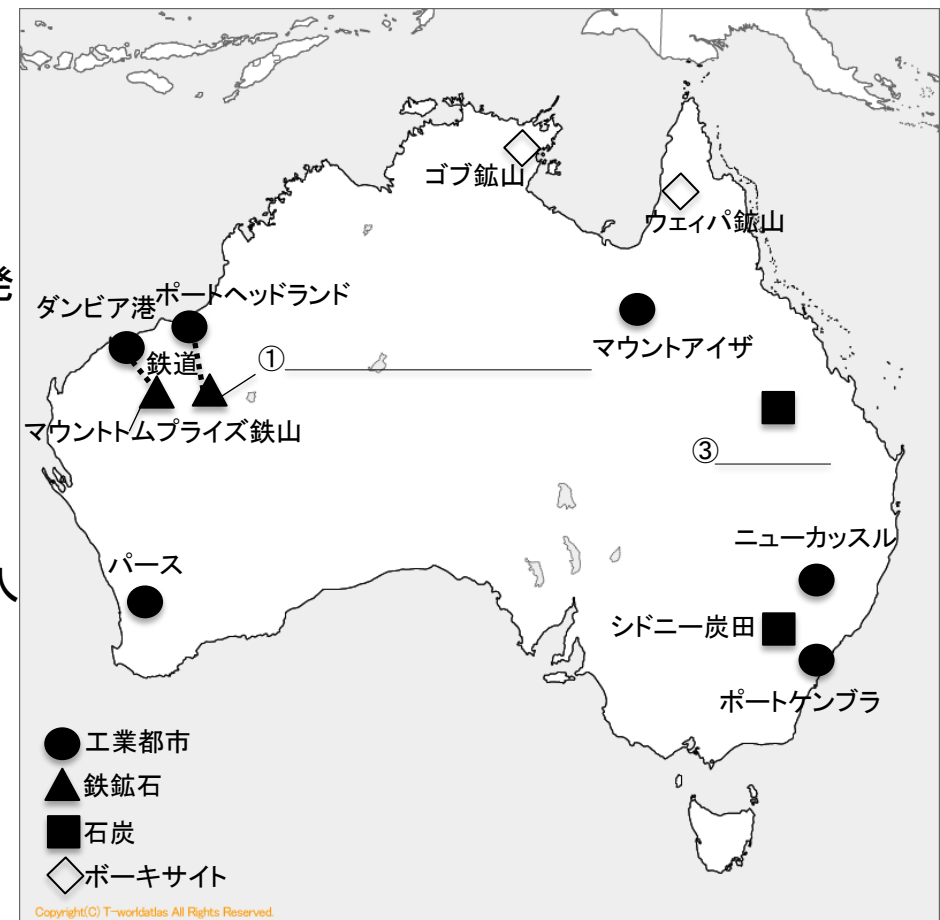 ゴブ鉱山
ウェィパ鉱山
発
ダンビア港
ポートヘッドランド
マウントアイザ
鉄道
①
マウントトムプライズ鉄山
③
ニューカッスル
パース
人
シドニー炭田
ポートケンブラ
工業都市
鉄鉱石
石炭
ボーキサイト
Copyright(C) T-worldatlas All Rights Reserved.